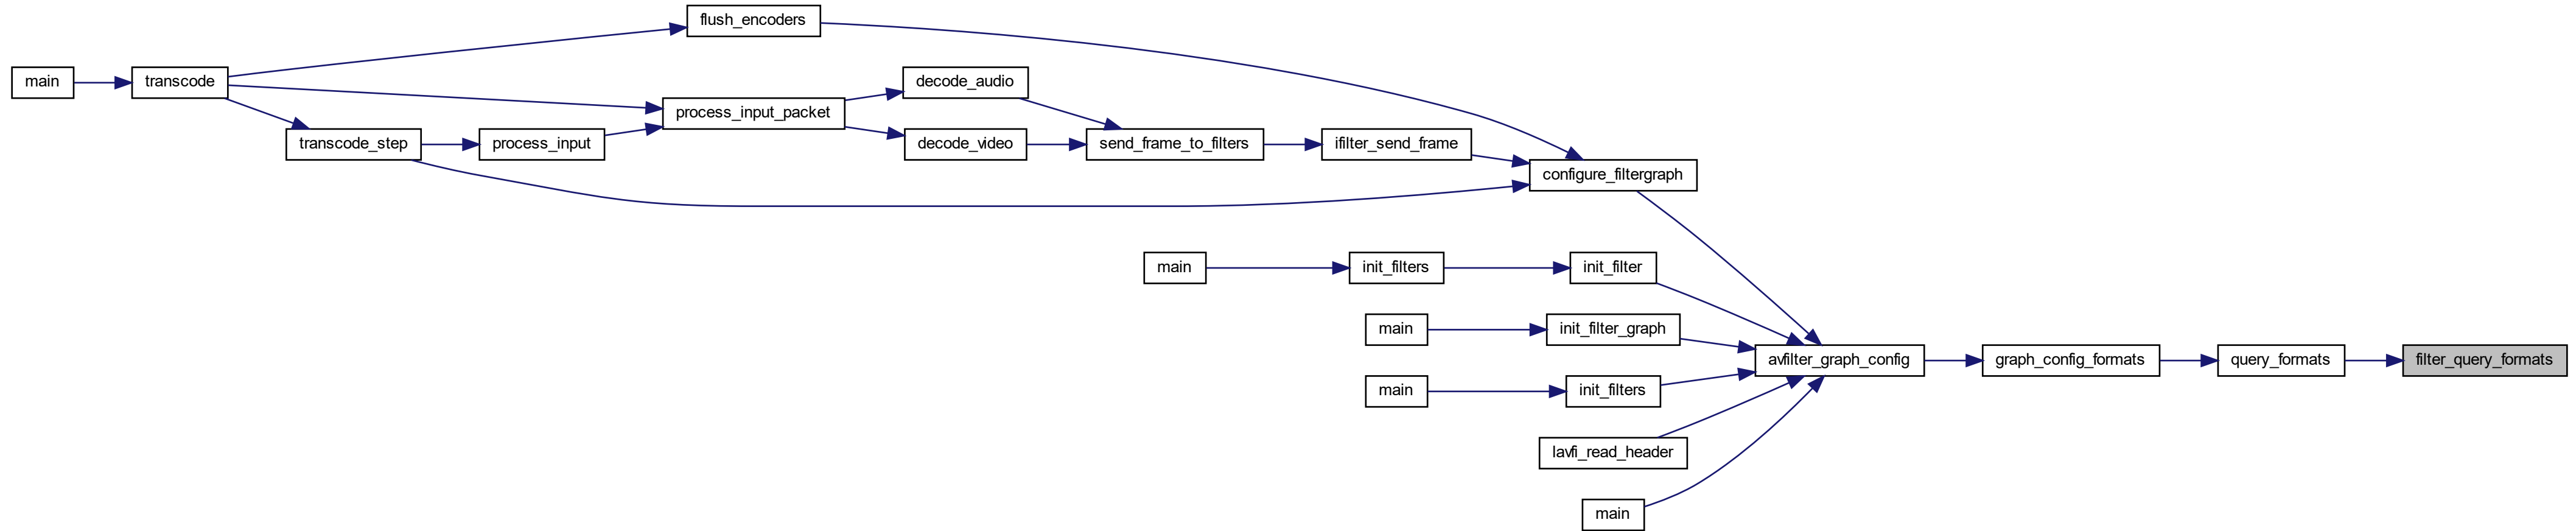 flush_encoders
main
transcode
decode_audio
process_input_packet
transcode_step
process_input
decode_video
send_frame_to_filters
ifilter_send_frame
configure_filtergraph
main
init_filters
init_filter
main
init_filter_graph
avfilter_graph_config
graph_config_formats
query_formats
filter_query_formats
main
init_filters
lavfi_read_header
main